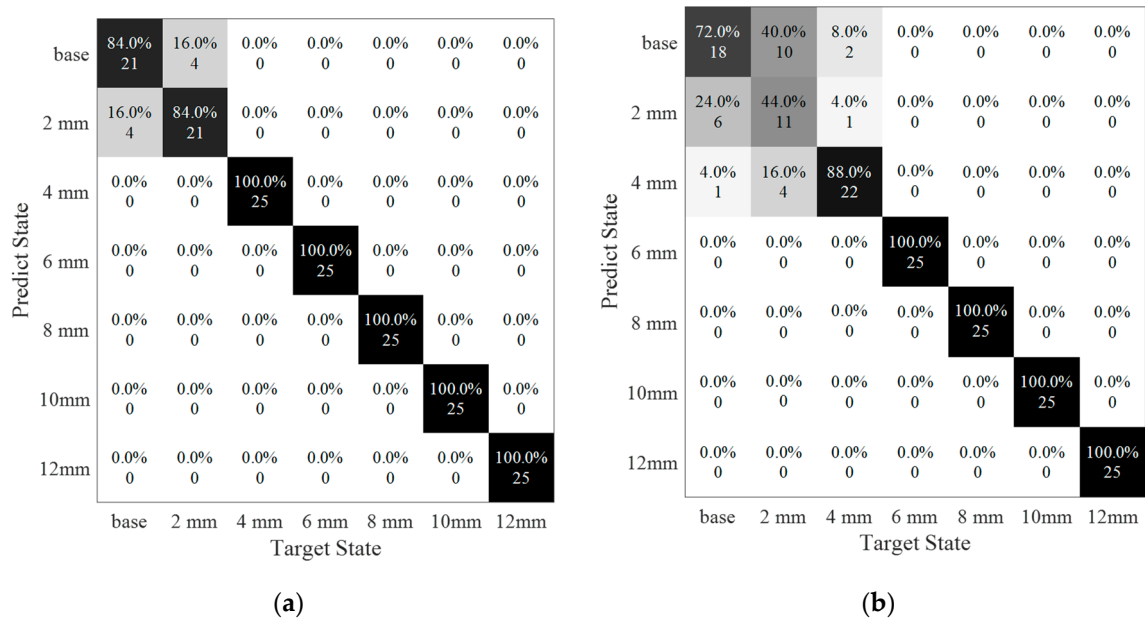 base 84.0% 16.0% 0.0% 0.0% 0.0% 0.0% 0.0%
21 4 0 0 0 0 0
2 mm 16.0% 84.0% 0.0% 0.0% 0.0% 0.0% 0.0%
4 21 0 0 0 0 0
4 mm 0.0% 0.0% 100.0% 0.0% 0.0% 0.0% 0.0%
0 0 25 0 0 0 0
6 mm 0.0% 0.0% 0.0% 100.0% 0.0% 0.0% 0.0%
0 0 0 25 0 0 0
8 mm 0.0% 0.0% 0.0% 0.0% 100.0% 0.0% 0.0%
0 0 0 0 25 0 0
10mm 0.0% 0.0% 0.0% 0.0% 0.0% 100.0% 0.0%
0 0 0 0 0 25 0
12mm 0.0% 0.0% 0.0% 0.0% 0.0% 0.0% 100.0%
0 0 0 0 0 0 25
Predict State
base 2 mm 4 mm 6 mm 8 mm 10mm 12mm
Target State
(a)
base 72.0% 40.0% 8.0% 0.0% 0.0% 0.0% 0.0%
18 10 2 0 0 0 0
2 mm 24.0% 44.0% 4.0% 0.0% 0.0% 0.0% 0.0%
6 11 1 0 0 0 0
4 mm 4.0% 16.0% 88.0% 0.0% 0.0% 0.0% 0.0%
1 4 22 0 0 0 0
6 mm 0.0% 0.0% 0.0% 100.0% 0.0% 0.0% 0.0%
0 0 0 25 0 0 0
8 mm 0.0% 0.0% 0.0% 0.0% 100.0% 0.0% 0.0%
0 0 0 0 25 0 0
10mm 0.0% 0.0% 0.0% 0.0% 0.0% 100.0% 0.0%
0 0 0 0 0 25 0
12mm 0.0% 0.0% 0.0% 0.0% 0.0% 0.0% 100.0%
0 0 0 0 0 0 25
Predict State
base 2 mm 4 mm 6 mm 8 mm 10mm 12mm
Target State
(b)